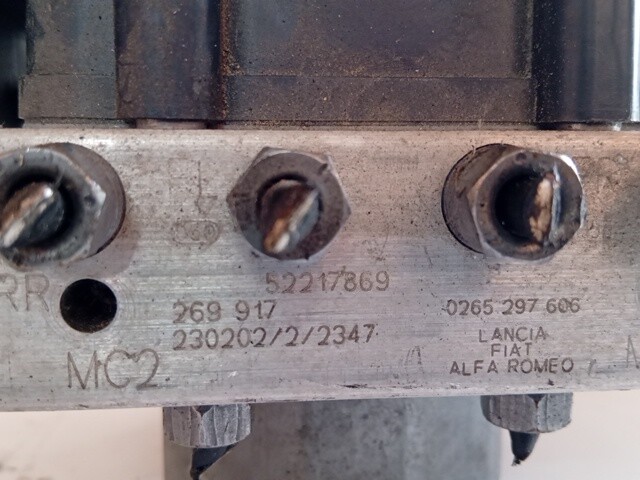 52217869
RR
269 917
0265 297 606
230202/2/2347
LANCIA
FIAT
ALFA ROMEO
MC2